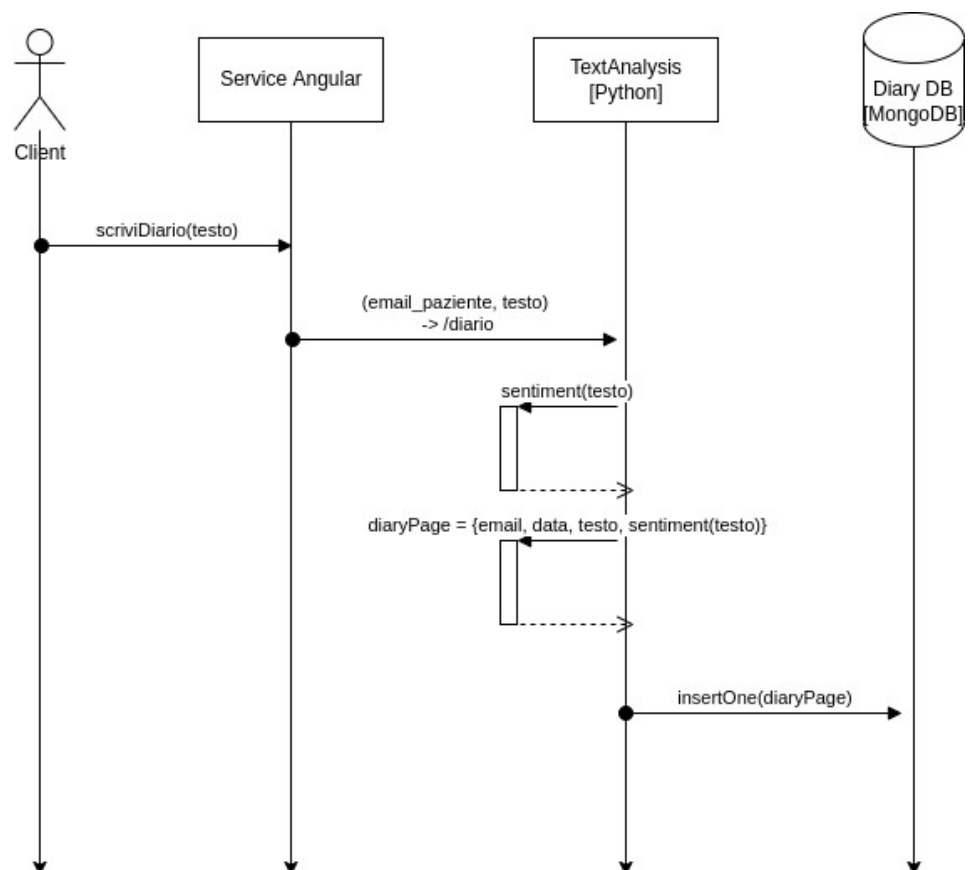 Client
Service Angular
TextAnalysis
[Python]
Diary DB
[MongoDB]
scriviDiario(testo)
(email_paziente, testo)
-> /diario
sentiment(testo)
diaryPage = {email, data, testo, sentiment(testo)}
insertOne(diaryPage)